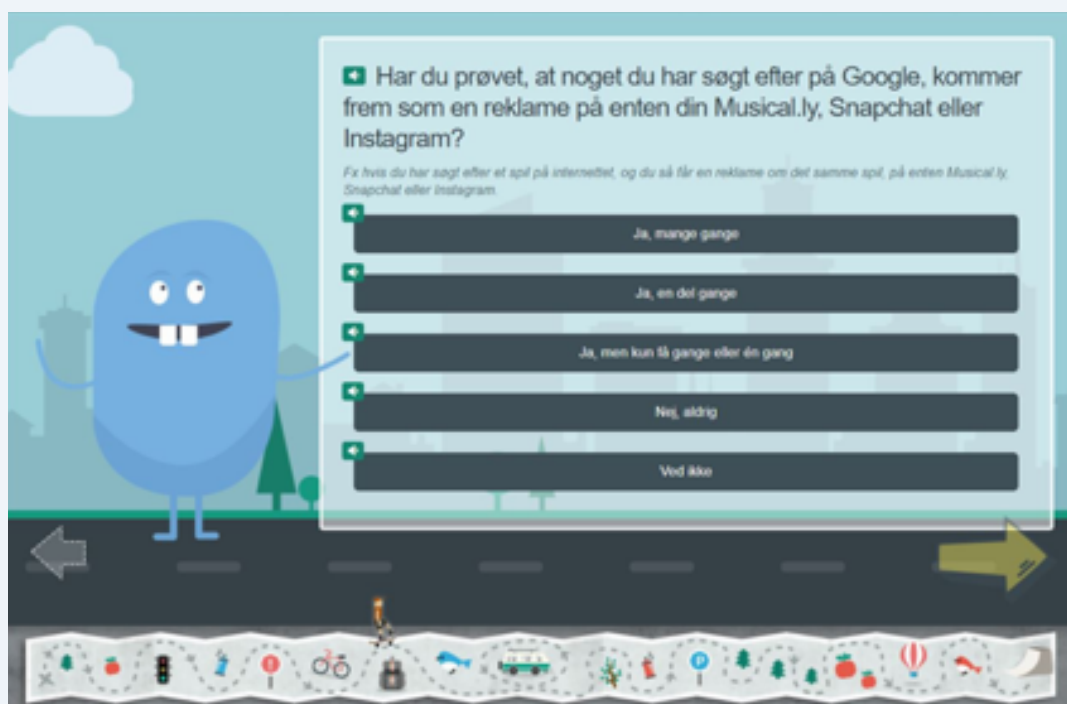 Har du prøvet, at noget du har søgt efter på Google, kommer
frem som en reklame på enten din Musical.ly, Snapchat eller
Instagram?
Fx hvis du har søgt efter et spil på internettet, og du så får en reklame om det samme spil, på enten Musical.ly,
Snapchat eller Instagram.
Ja, mange gange
Ja, en del gange
Ja, men kun få gange eller én gang
Nej, aldrig
Ved ikke
P